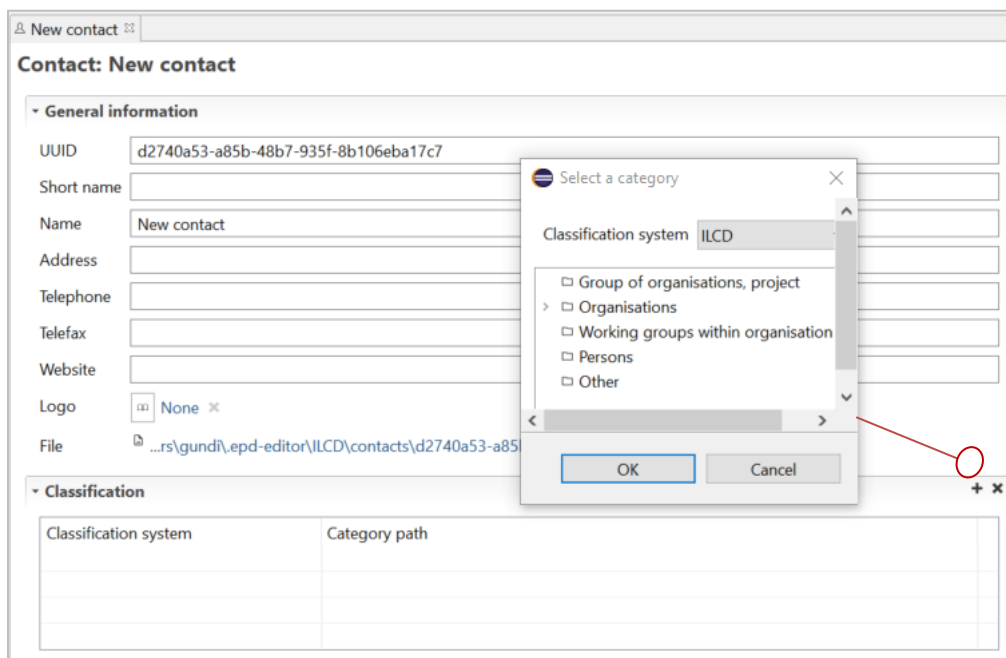 New contact
Contact: New contact
General information
UUID d2740a53-a85b-48b7-935f-8b106eba17c7
Short name
Name New contact
Address
Telephone
Telefax
Website
Logo None
File ...rs\gundi\.epd-editor\ILCD\contacts\d2740a53-a85
Select a category
Classification system ILCD
Group of organisations, project
Organisations
Working groups within organisation
Persons
Other
OK Cancel
Classification
Classification system Category path